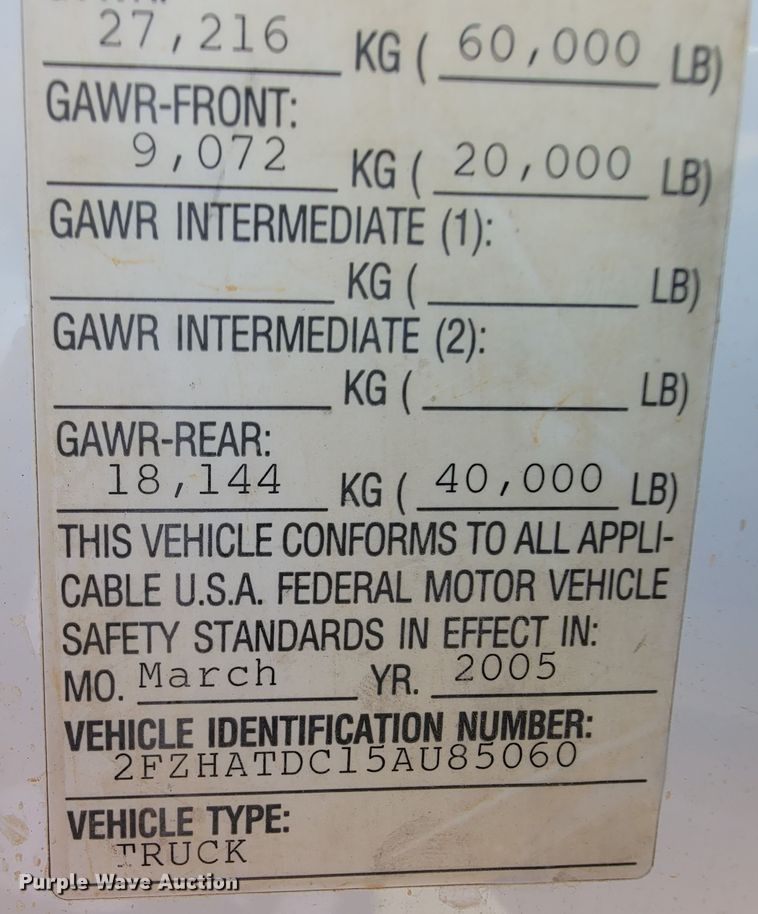 27,216 KG ( 60,000 LB)
GAWR-FRONT:
9,072 KG ( 20,000 LB)
GAWR INTERMEDIATE (1):
KG ( LB)
GAWR INTERMEDIATE (2):
KG ( LB)
GAWR-REAR:
18,144 KG ( 40,000 LB)
THIS VEHICLE CONFORMS TO ALL APPLI-
CABLE U.S.A. FEDERAL MOTOR VEHICLE
SAFETY STANDARDS IN EFFECT IN:
MO. March YR. 2005
VEHICLE IDENTIFICATION NUMBER:
2FZHATDC15AU85060
VEHICLE TYPE:
TRUCK
Purple Wave Auction